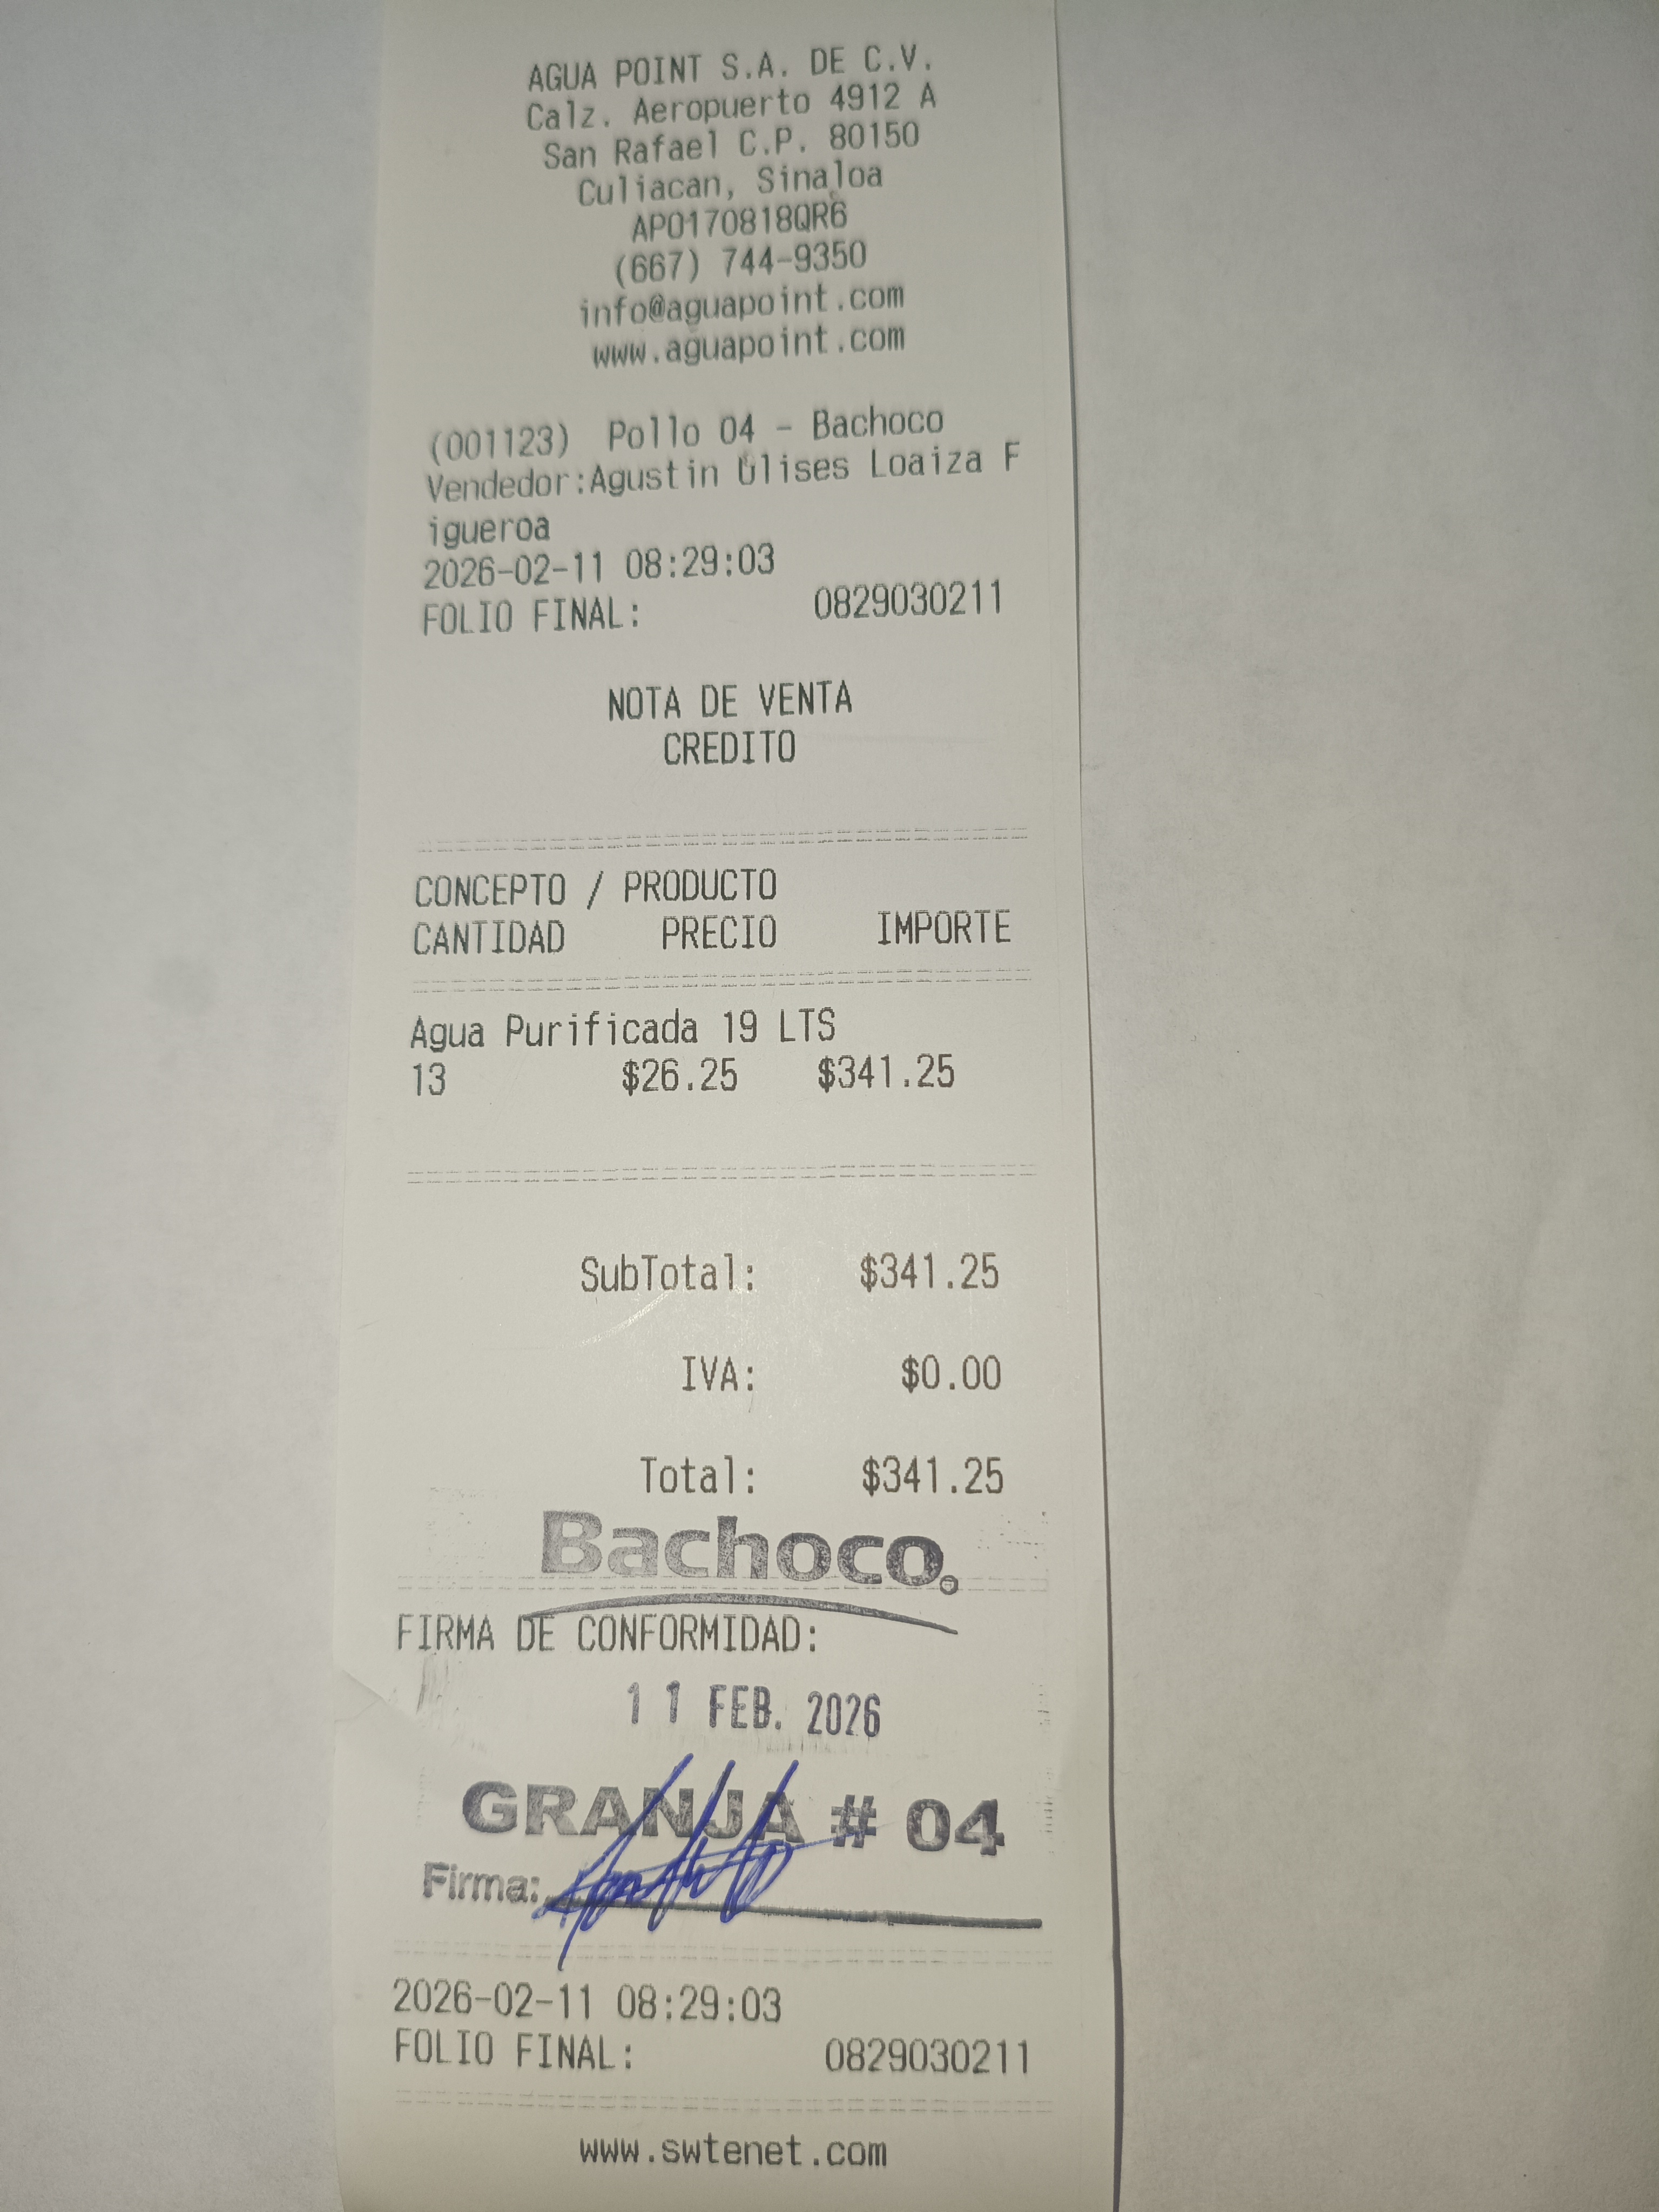 AGUA POINT S.A. DE C.V.
Calz. Aeropuerto 4912 A
San Rafael C.P. 80150
Culiacan, Sinaloa
APO170818QR6
(667) 744-9350
info@aguapoint.com
www.aguapoint.com
(001123) Pollo 04 - Bachoco
Vendedor:Agustin Ulises Loaiza F
igueroa
2026-02-11 08:29:03
FOLIO FINAL: 0829030211
NOTA DE VENTA
CREDITO
CONCEPTO / PRODUCTO
CANTIDAD PRECIO IMPORTE
Agua Purificada 19 LTS
13 $26.25 $341.25
SubTotal: $341.25
IVA: $0.00
Total: $341.25
Bachoco
FIRMA DE CONFORMIDAD:
11 FEB. 2026
GRANJA # 04
Firma:
2026-02-11 08:29:03
FOLIO FINAL: 0829030211
www.swtenet.com